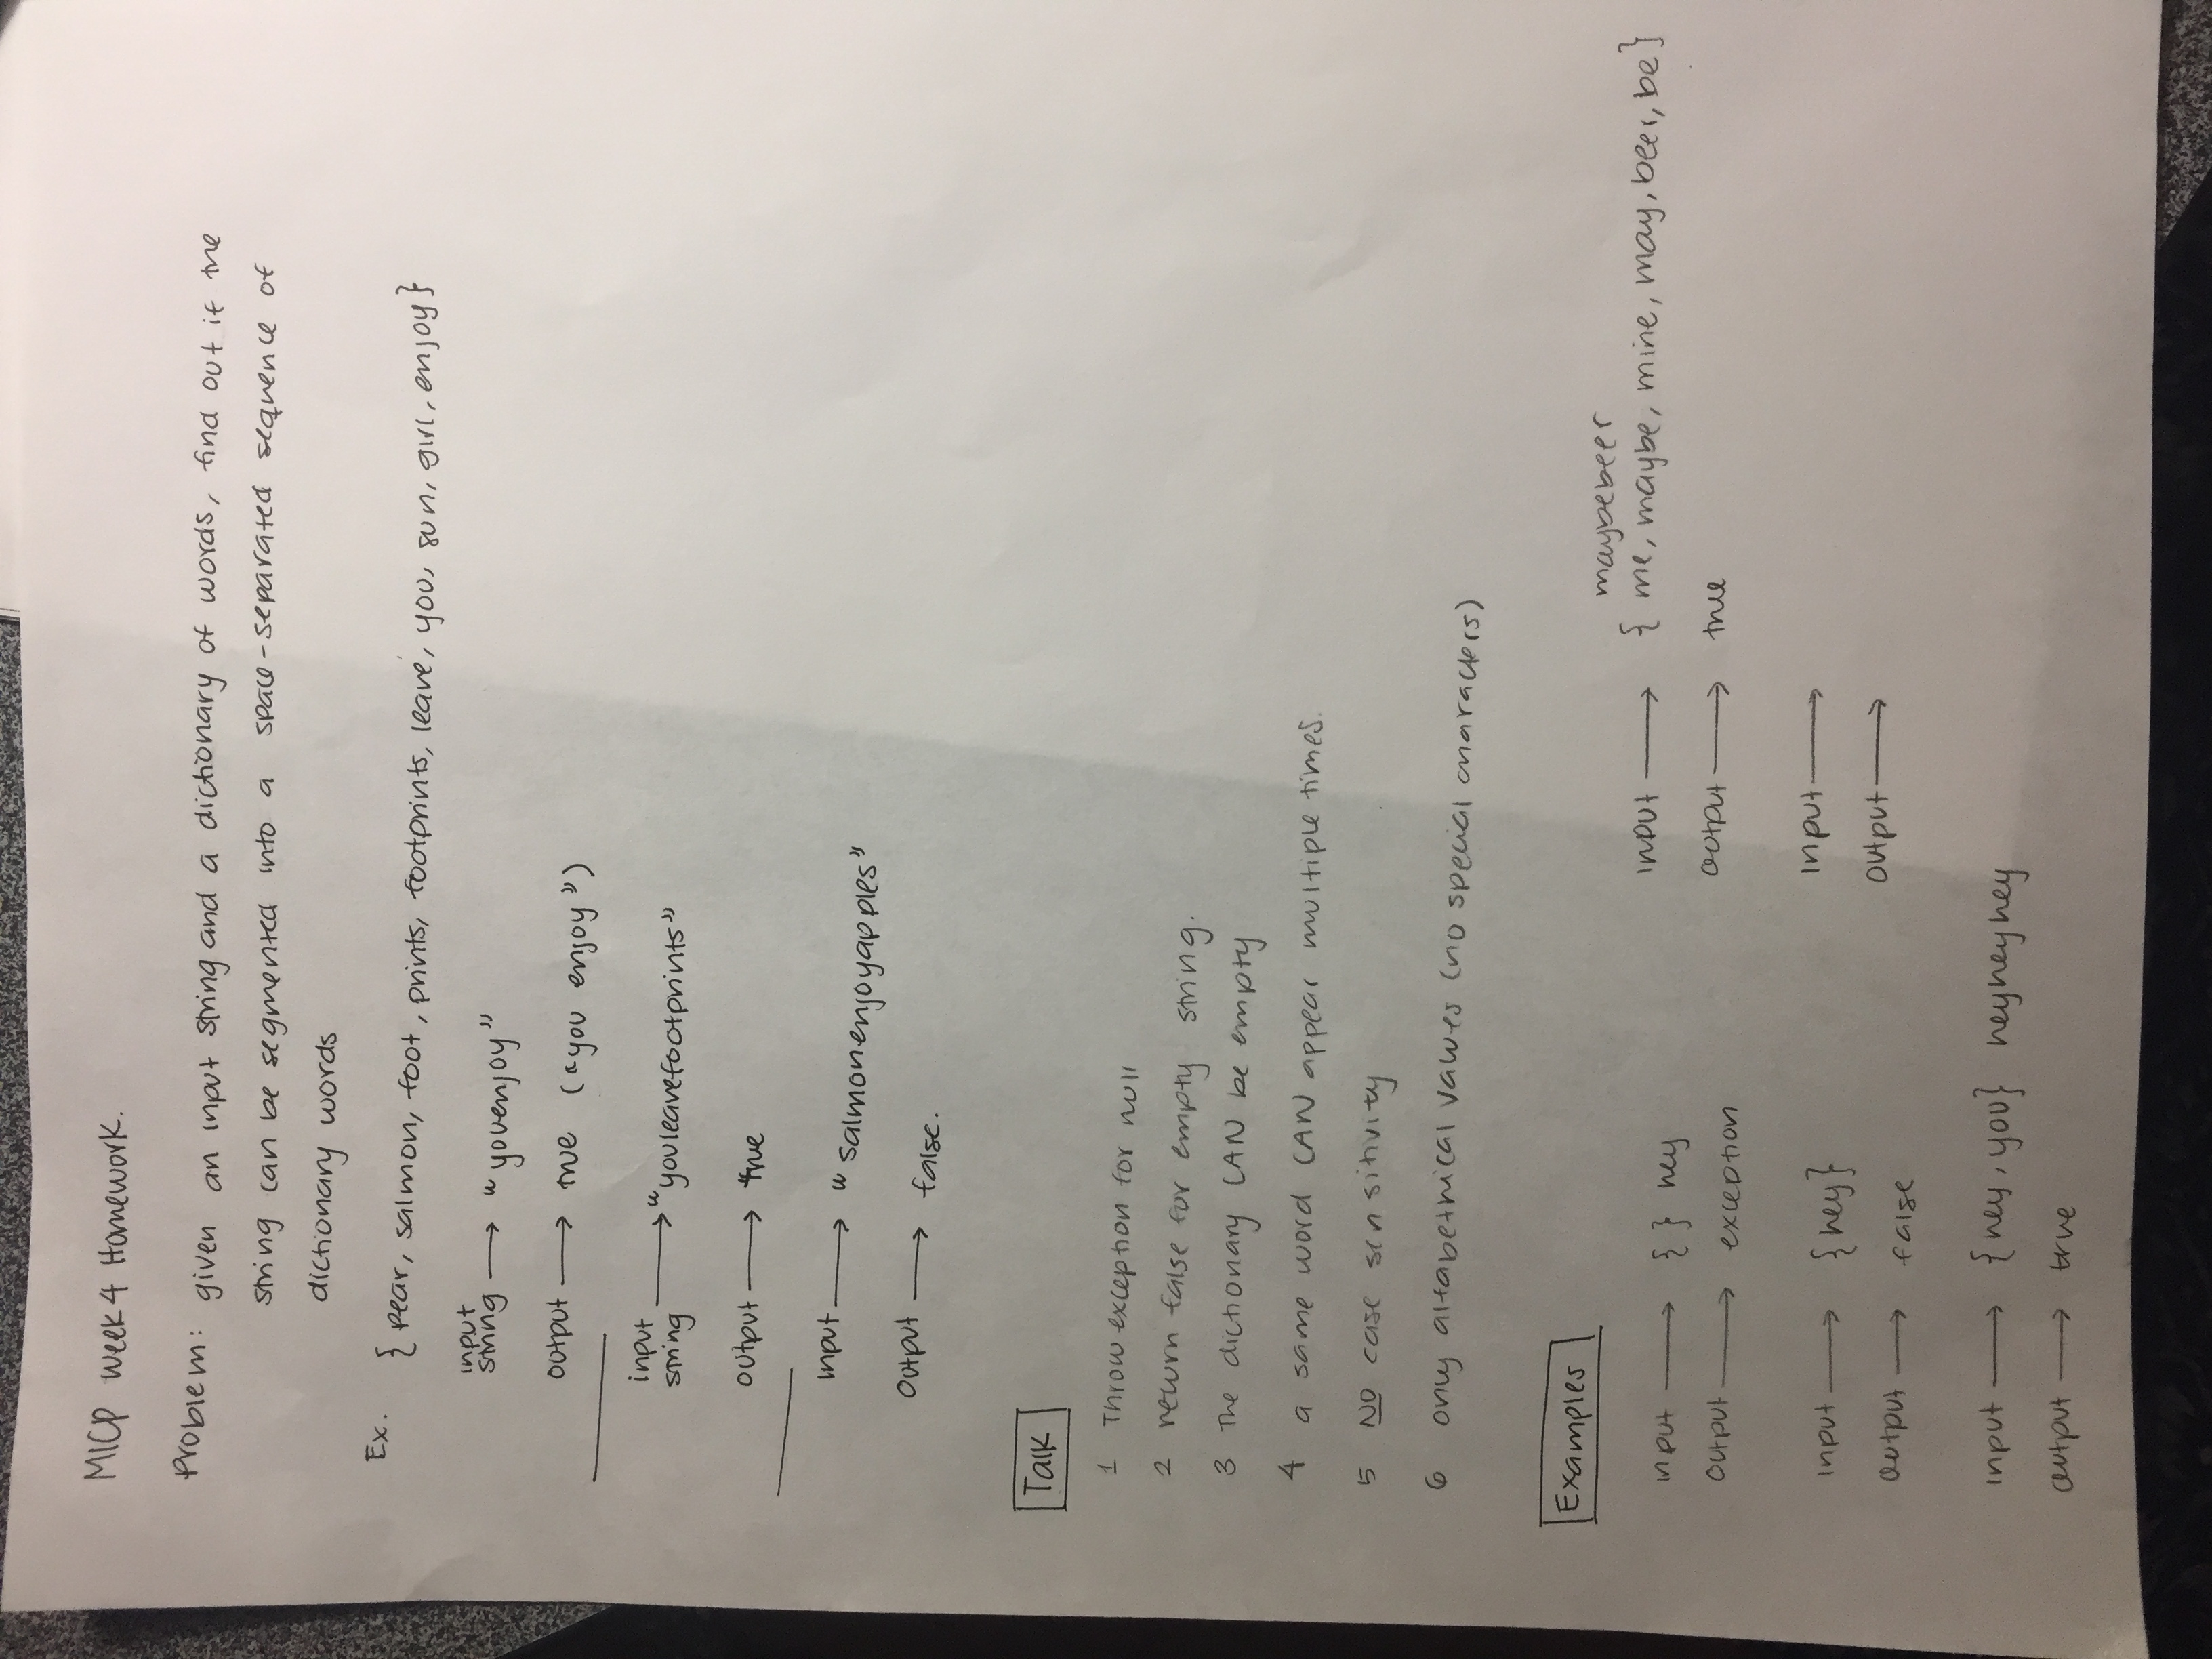 MICP week 4 Homework.
Problem: given an input string and a dictionary of words, find out if the
string can be segmented into a space-separated sequence of
dictionary words
Ex. { pear, salmon, foot, prints, footprints, leave, you, sun, girl, enjoy}
input
string → "youenjoy"
output → true ("you enjoy")
input
string → "youleavefootprints"
output → true
input → "salmonenjoyapples"
output → false.
Talk
1 Throw exception for null
2 return false for empty string.
3 The dictionary CAN be empty
4 a same word CAN appear multiple times.
5 NO case sensitivity
6 only alfabethical values (no special characters)
Examples
input → { } hey
output → exception
input → {hey}
output → false
input → {hey, you} heyheyhey
output → true
maybebeer
input → { me, maybe, mine, may, beer, be}
output → true
input →
output →